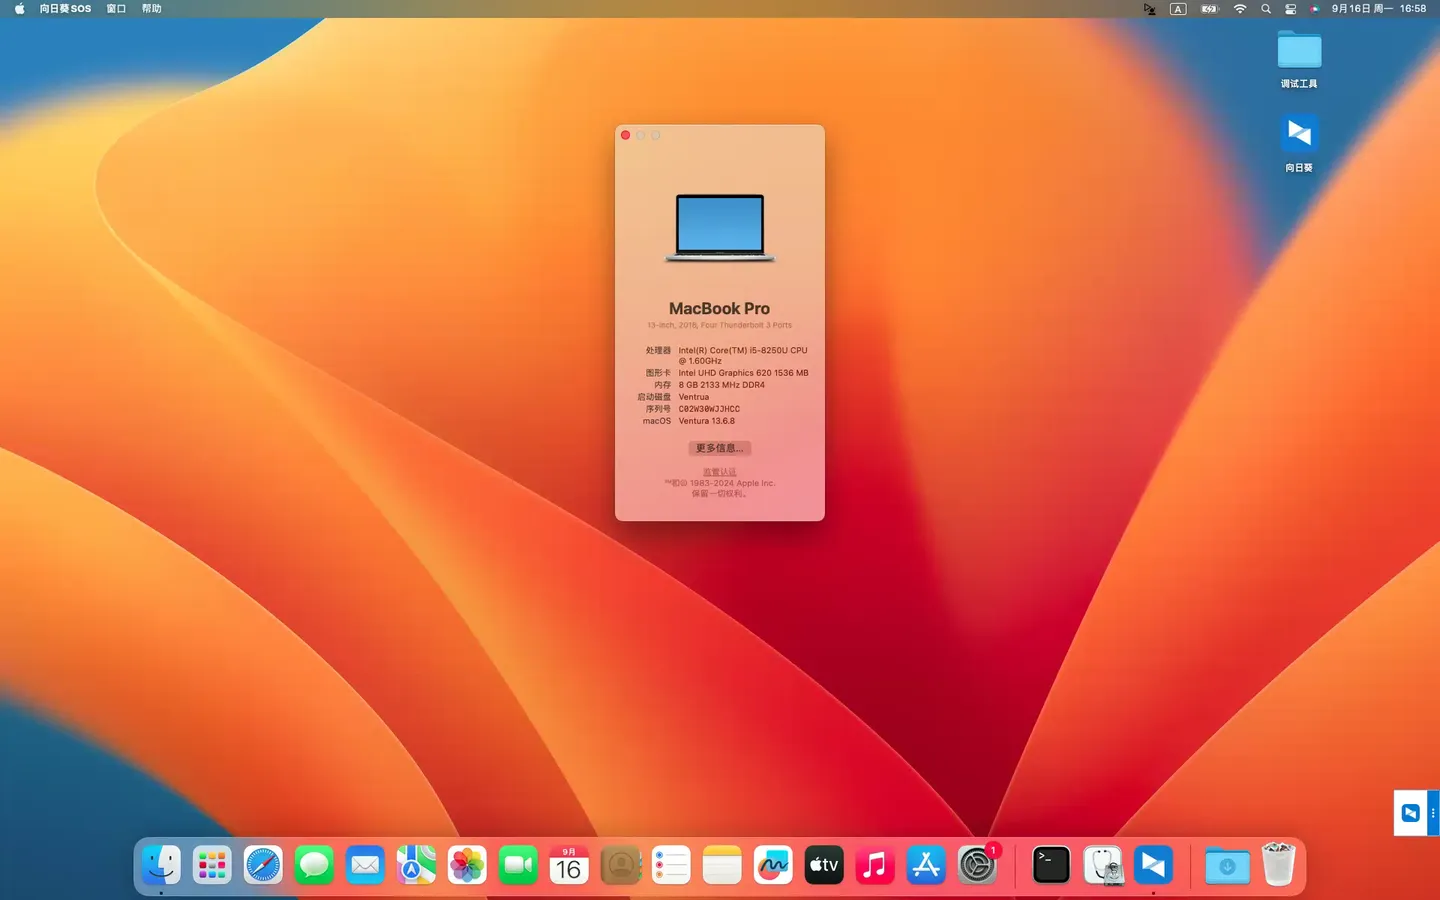 向日葵SOS 窗口 帮助
A
9月16日 周一 16:58
调试工具
向日葵
MacBook Pro
13-inch, 2018, Four Thunderbolt 3 Ports
处理器 Intel(R) Core(TM) i5-8250U CPU
@ 1.60GHz
图形卡 Intel UHD Graphics 620 1536 MB
内存 8 GB 2133 MHz DDR4
启动磁盘 Ventrua
序列号 C02W30WJJHCC
macOS Ventura 13.6.8
更多信息...
监管认证
™和© 1983-2024 Apple Inc.
保留一切权利。
9月
16
tv
1
>_